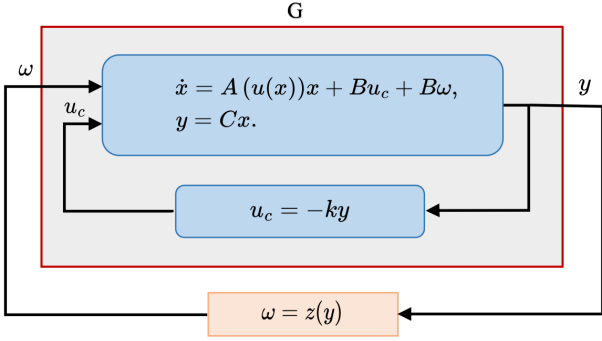 G
ω
ẋ = A (u(x))x + Bu_c + Bω,
y
u_c
y = Cx.
u_c = −ky
ω = z(y)